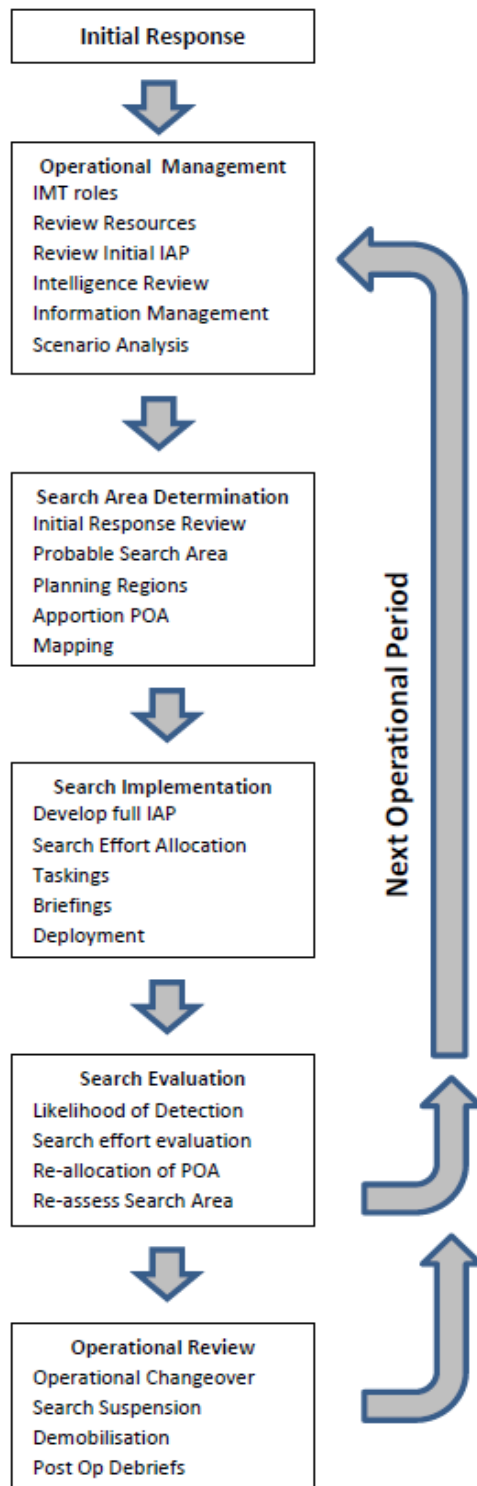 Initial Response
Operational Management
IMT roles
Review Resources
Review Initial IAP
Intelligence Review
Information Management
Scenario Analysis
Search Area Determination
Initial Response Review
Probable Search Area
Planning Regions
Apportion POA
Mapping
Search Implementation
Develop full IAP
Search Effort Allocation
Taskings
Briefings
Deployment
Search Evaluation
Likelihood of Detection
Search effort evaluation
Re-allocation of POA
Re-assess Search Area
Operational Review
Operational Changeover
Search Suspension
Demobilisation
Post Op Debriefs
Next Operational Period